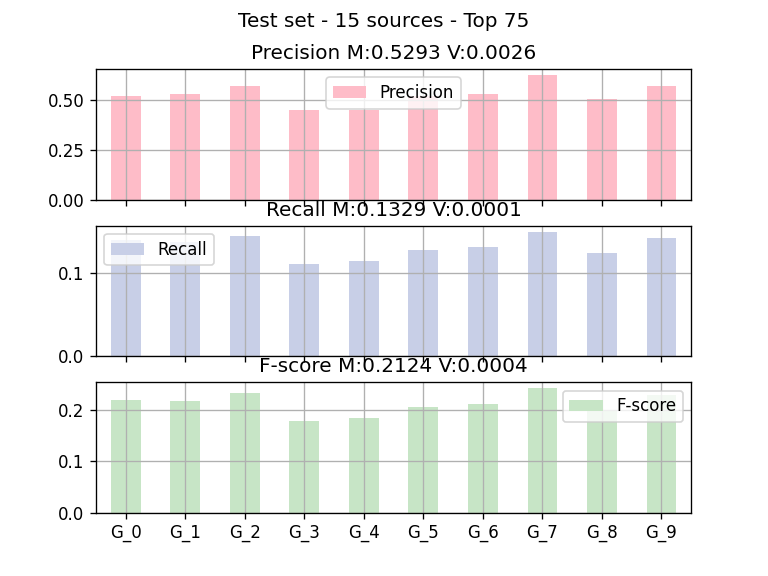 Test set - 15 sources - Top 75
Precision M:0.5293 V:0.0026
0.50
0.25
0.00
Precision
Recall M:0.1329 V:0.0001
0.1
0.0
Recall
F-score M:0.2124 V:0.0004
0.2
0.1
0.0
F-score
G_0 G_1 G_2 G_3 G_4 G_5 G_6 G_7 G_8 G_9